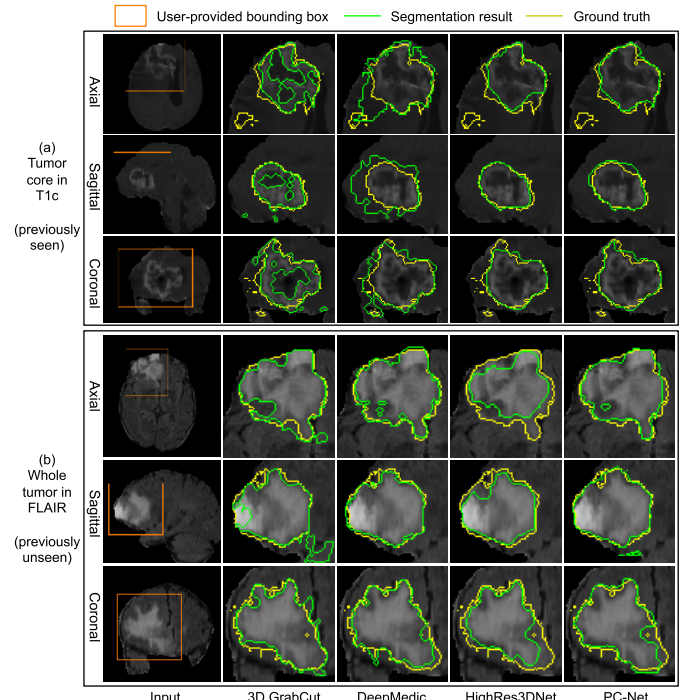 User-provided bounding box Segmentation result Ground truth
(a)
Tumor
core in
T1c
(previously
seen)
Axial
Sagittal
Coronal
(b)
Whole
tumor in
FLAIR
(previously
unseen)
Axial
Sagittal
Coronal
Input 3D GrabCut DeepMedic HighRes3DNet PC-Net